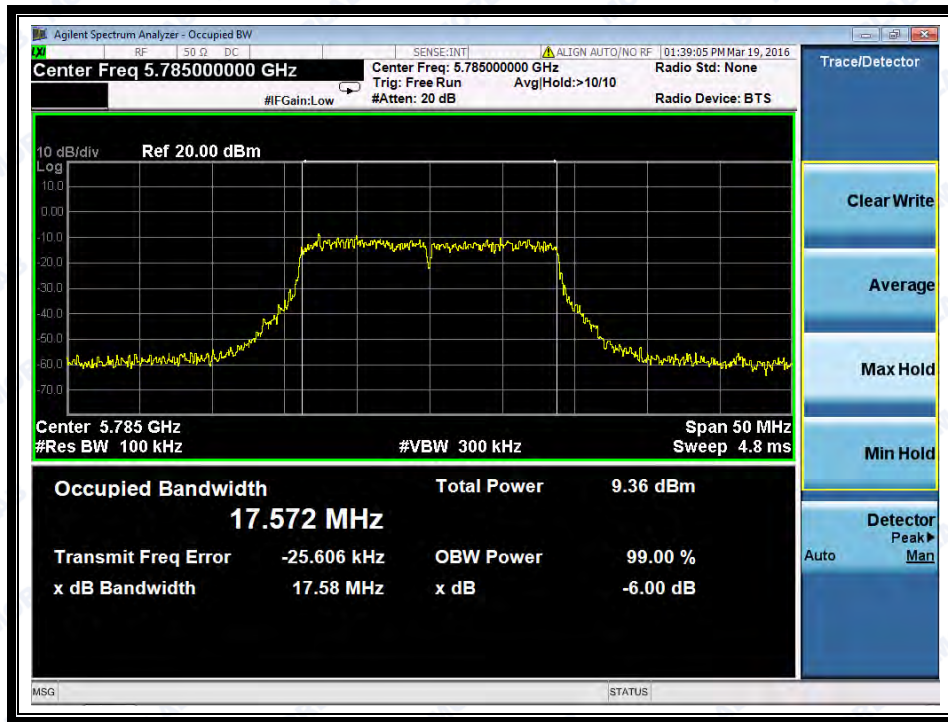 Agilent Spectrum Analyzer - Occupied BW
LXI RF 50 Ω DC SENSE:INT ALIGN AUTO/NO RF 01:39:05 PM Mar 19, 2016
Center Freq 5.785000000 GHz
Center Freq: 5.785000000 GHz Radio Std: None
Trig: Free Run Avg|Hold:>10/10
#IFGain:Low #Atten: 20 dB Radio Device: BTS
10 dB/div Ref 20.00 dBm
Log
10.0
0.00
-10.0
-20.0
-30.0
-40.0
-50.0
-60.0
-70.0
Center 5.785 GHz Span 50 MHz
#Res BW 100 kHz #VBW 300 kHz Sweep 4.8 ms
Occupied Bandwidth Total Power 9.36 dBm
17.572 MHz
Transmit Freq Error -25.606 kHz OBW Power 99.00 %
x dB Bandwidth 17.58 MHz x dB -6.00 dB
MSG STATUS
Trace/Detector
Clear Write
Average
Max Hold
Min Hold
Detector
Peak▶
Auto Man